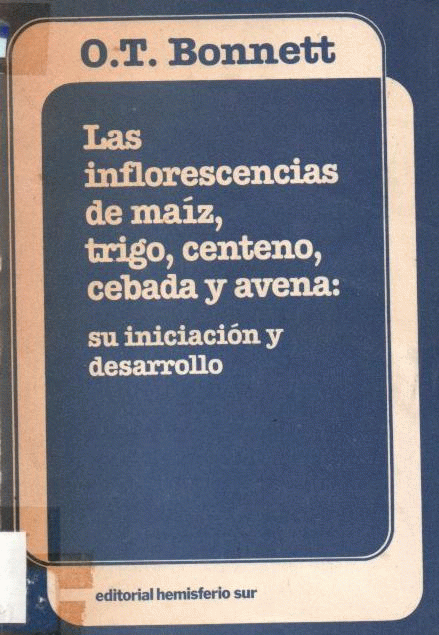 O.T. Bonnett
Las
inflorescencias
de maíz,
trigo, centeno,
cebada y avena:
su iniciación y
desarrollo
editorial hemisferio sur